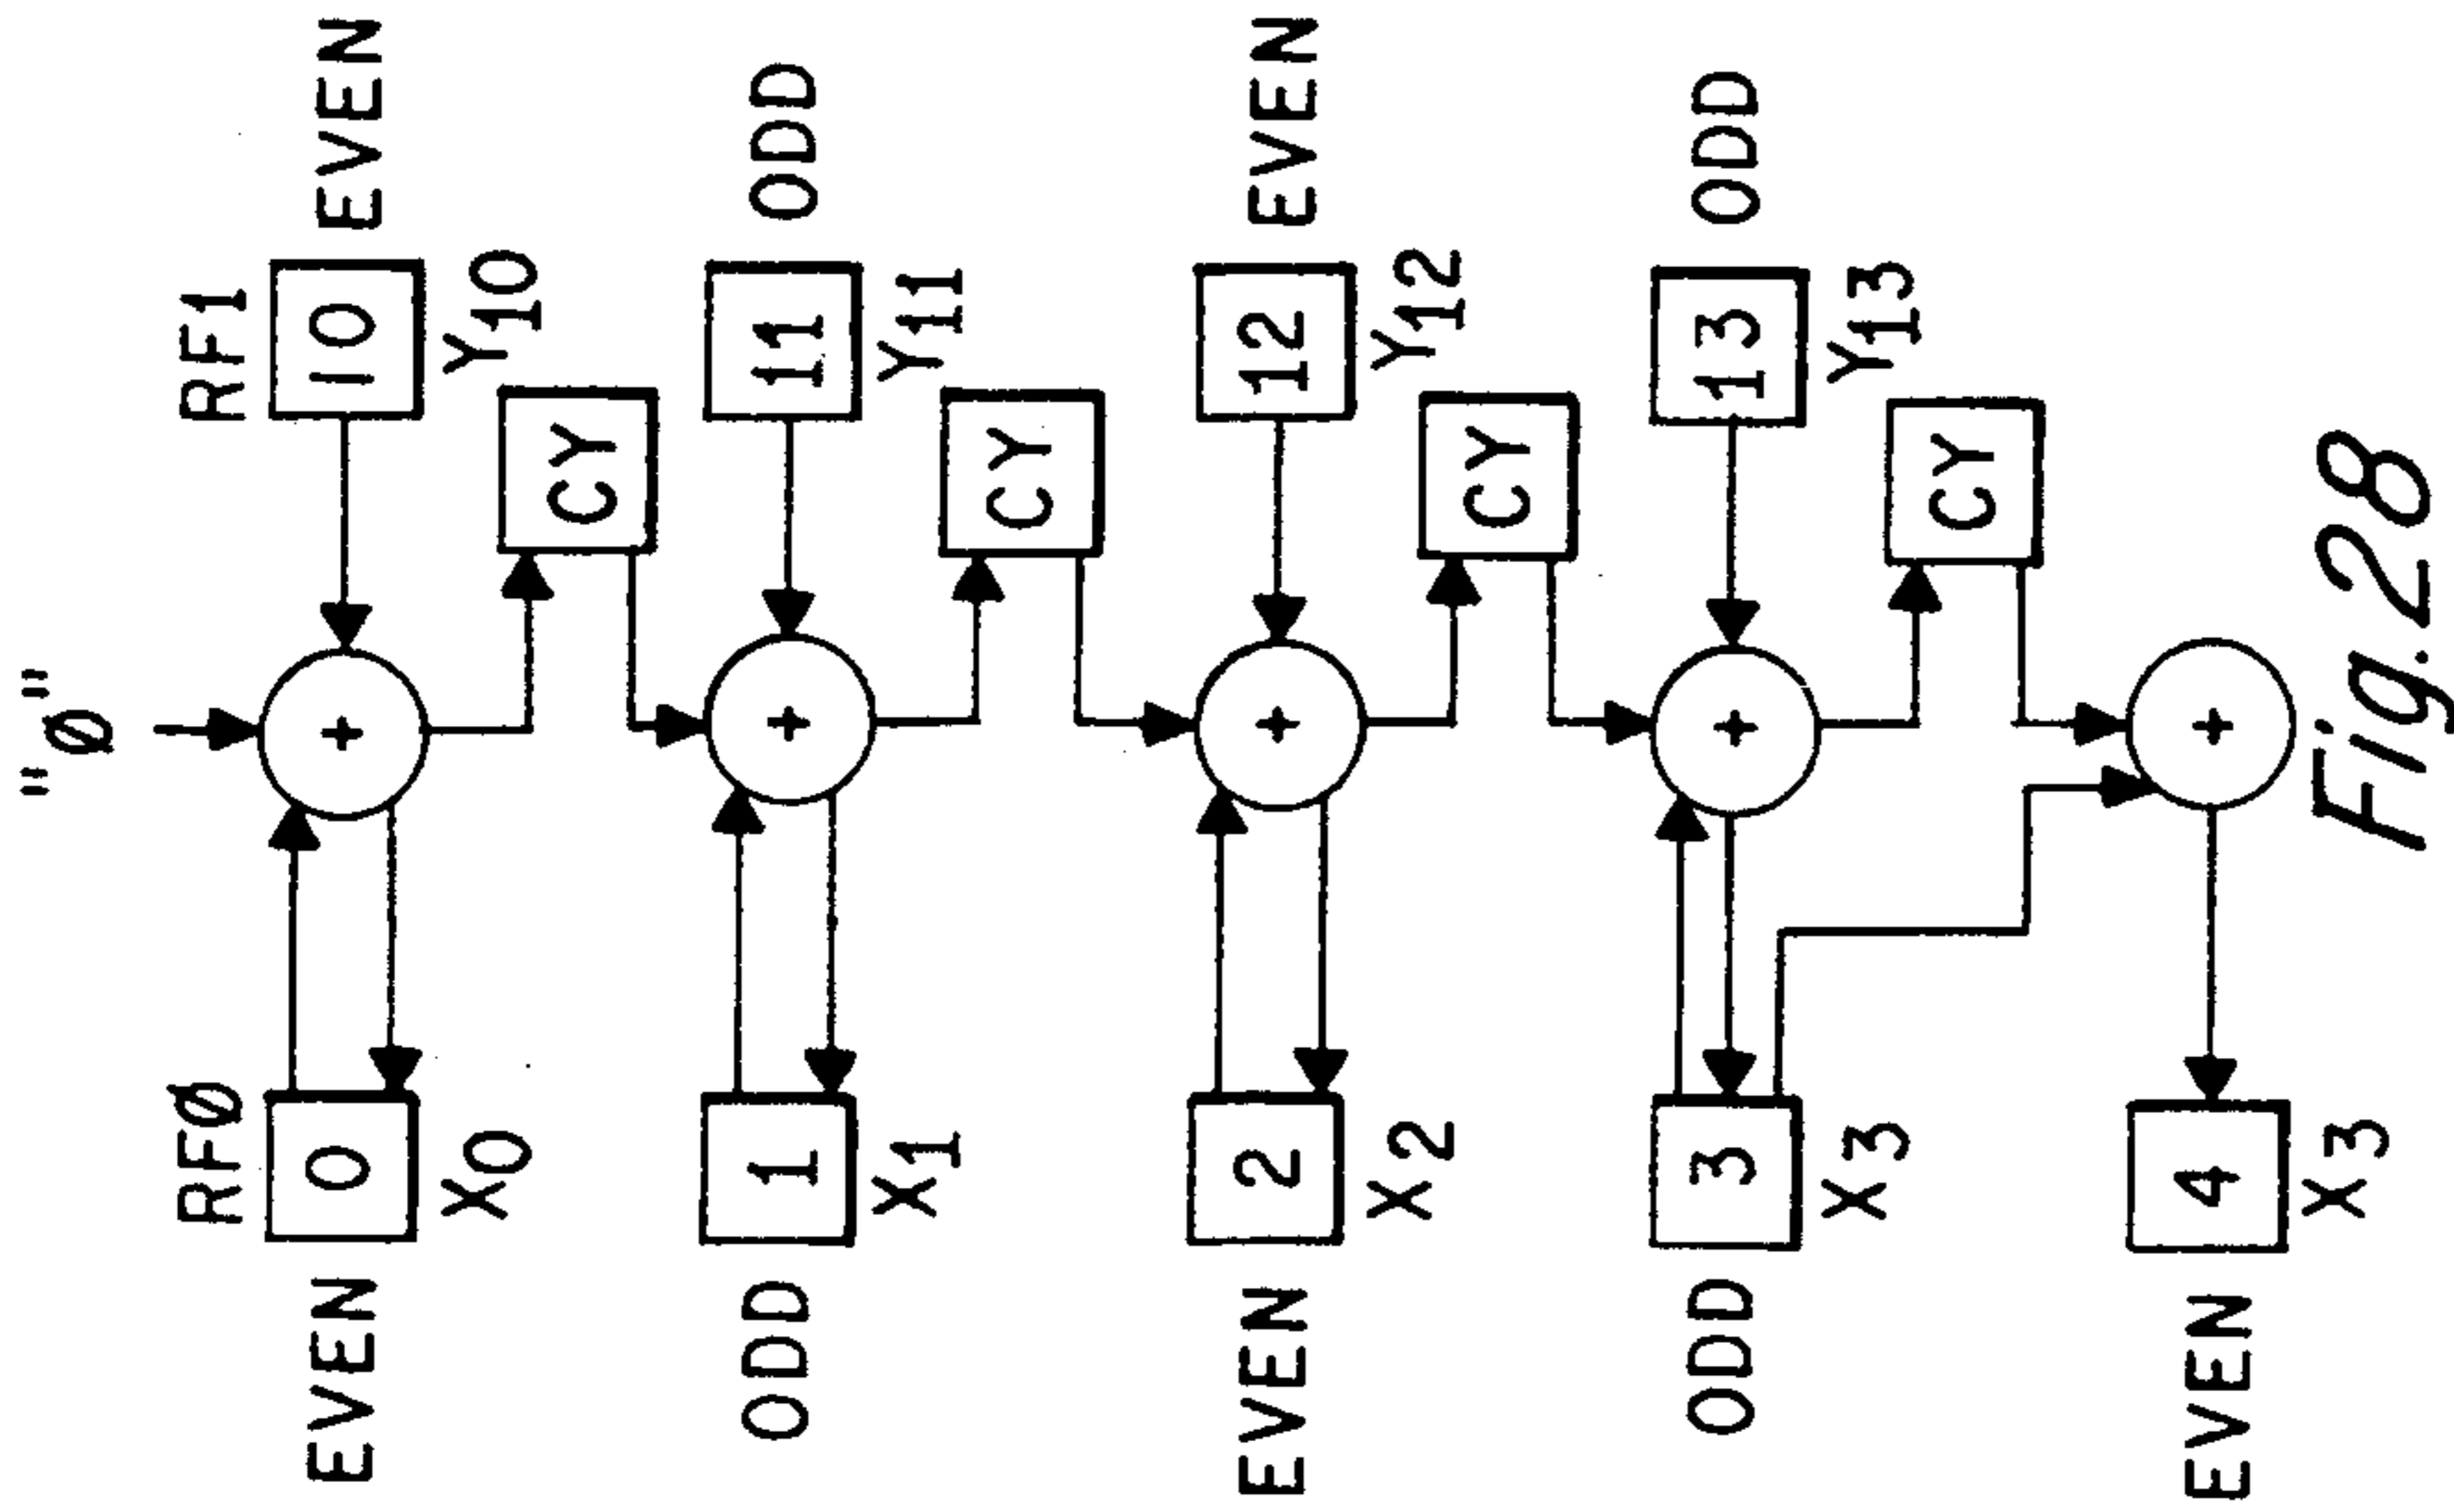 "Ø"
RFØ RF1
EVEN 0 + 10 EVEN
X0 Y10
CY
ODD 1 + 11 ODD
X1 Y11
CY
EVEN 2 + 12 EVEN
X2 Y12
CY
ODD 3 + 13 ODD
X3 Y13
CY
EVEN 4 +
X3
Fig. 28